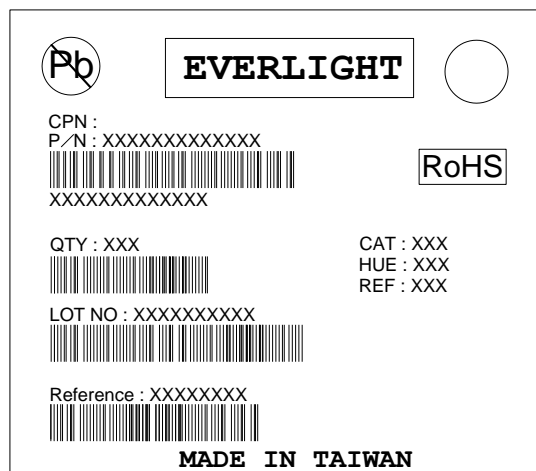 Pb
EVERLIGHT
CPN :
P/N : XXXXXXXXXXXXX
RoHS
XXXXXXXXXXXXX
QTY : XXX
CAT : XXX
HUE : XXX
REF : XXX
LOT NO : XXXXXXXXXX
Reference : XXXXXXXX
MADE IN TAIWAN